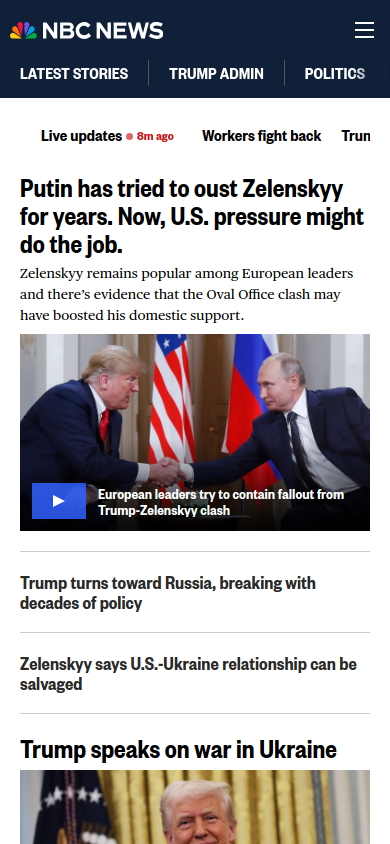 NBC NEWS
LATEST STORIES
TRUMP ADMIN
POLITICS
Live updates
8m ago
Workers fight back
Putin has tried to oust Zelenskyy
for years. Now, U.S. pressure might
do the job.
Zelenskyy remains popular among European leaders
and there's evidence that the Oval Office clash may
have boosted his domestic support.
European leaders try to contain fallout from
Trump-Zelenskyy clash
Trump turns toward Russia, breaking with
decades of policy
Zelenskyy says U.S.-Ukraine relationship can be
salvaged
Trump speaks on war in Ukraine